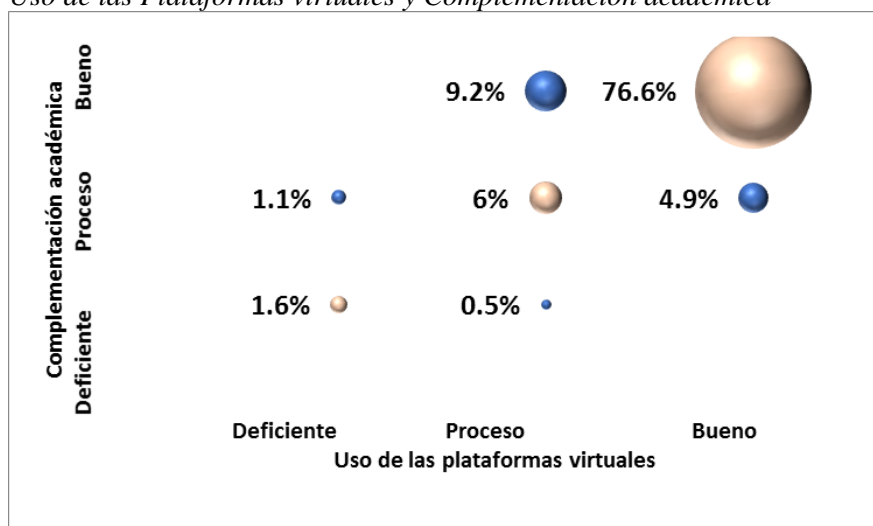 Uso de las Plataformas virtuales y Complementación académica
Complementación académica
Bueno
9.2%
76.6%
Proceso
1.1%
6%
4.9%
Deficiente
1.6%
0.5%
Deficiente
Proceso
Bueno
Uso de las plataformas virtuales